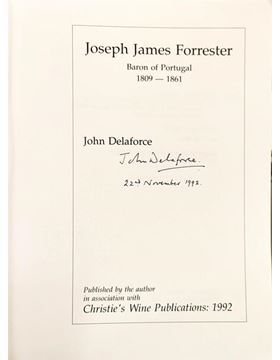 Joseph James Forrester
Baron of Portugal
1809 — 1861
John Delaforce
John Delaforce.
22nd November 1992.
Published by the author
in association with
Christie's Wine Publications: 1992